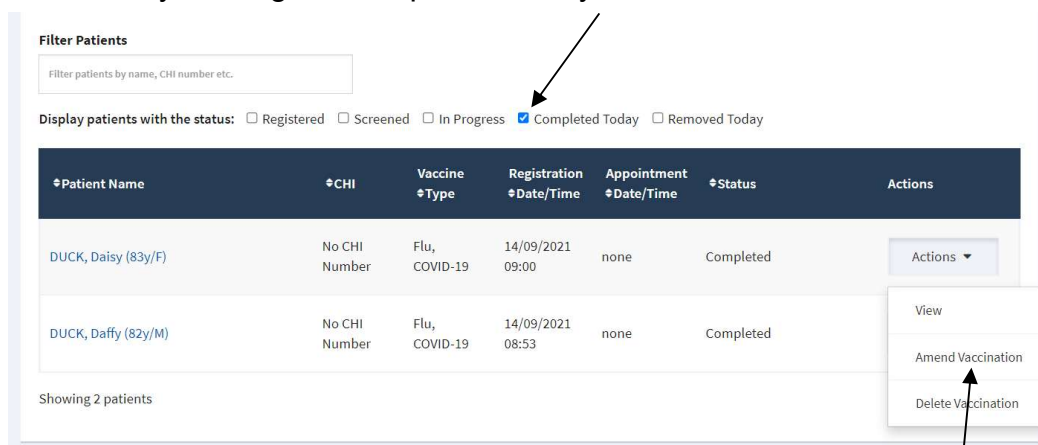 Filter Patients
Filter patients by name, CHI number etc.
Display patients with the status: Registered Screened In Progress Completed Today Removed Today
Patient Name CHI Vaccine Type Registration Date/Time Appointment Date/Time Status Actions
DUCK, Daisy (83y/F) No CHI Number Flu, COVID-19 14/09/2021 09:00 none Completed Actions
View
DUCK, Daffy (82y/M) No CHI Number Flu, COVID-19 14/09/2021 08:53 none Completed
Amend Vaccination
Showing 2 patients
Delete Vaccination